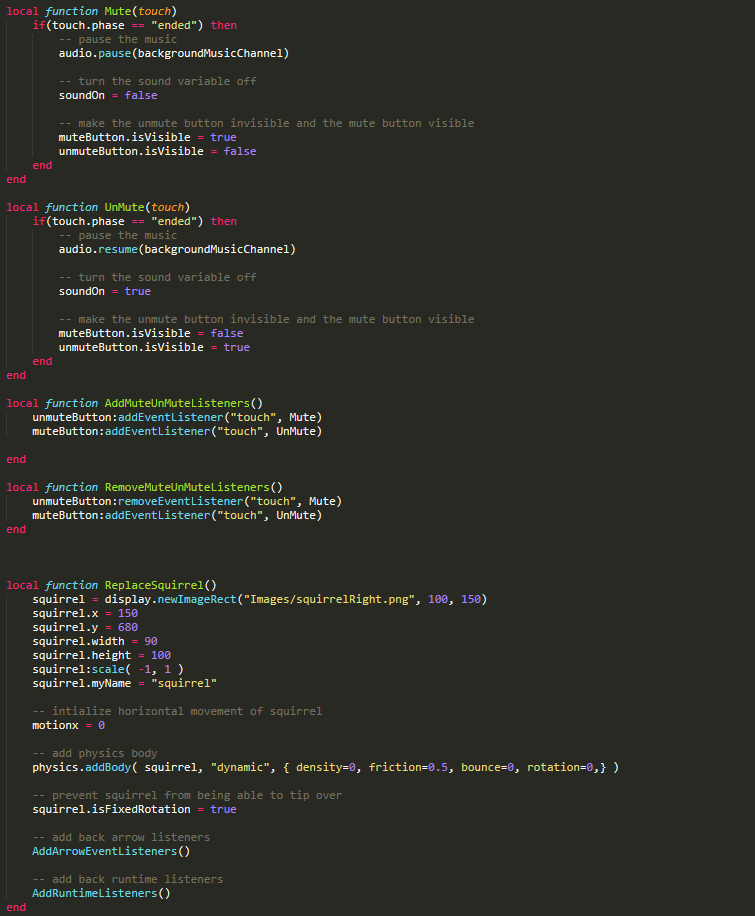 local function Mute(touch)
    if(touch.phase == "ended") then
        -- pause the music
        audio.pause(backgroundMusicChannel)

        -- turn the sound variable off
        soundOn = false

        -- make the unmute button invisible and the mute button visible
        muteButton.isVisible = true
        unmuteButton.isVisible = false
    end
end

local function UnMute(touch)
    if(touch.phase == "ended") then
        -- pause the music
        audio.resume(backgroundMusicChannel)

        -- turn the sound variable off
        soundOn = true

        -- make the unmute button invisible and the mute button visible
        muteButton.isVisible = false
        unmuteButton.isVisible = true
    end
end

local function AddMuteUnMuteListeners()
    unmuteButton:addEventListener("touch", Mute)
    muteButton:addEventListener("touch", UnMute)

end

local function RemoveMuteUnMuteListeners()
    unmuteButton:removeEventListener("touch", Mute)
    muteButton:addEventListener("touch", UnMute)
end

local function ReplaceSquirrel()
    squirrel = display.newImageRect("Images/squirrelRight.png", 100, 150)
    squirrel.x = 150
    squirrel.y = 680
    squirrel.width = 90
    squirrel.height = 100
    squirrel:scale( -1, 1 )
    squirrel.myName = "squirrel"

    -- intialize horizontal movement of squirrel
    motionx = 0

    -- add physics body
    physics.addBody( squirrel, "dynamic", { density=0, friction=0.5, bounce=0, rotation=0,} )

    -- prevent squirrel from being able to tip over
    squirrel.isFixedRotation = true

    -- add back arrow listeners
    AddArrowEventListeners()

    -- add back runtime listeners
    AddRuntimeListeners()
end